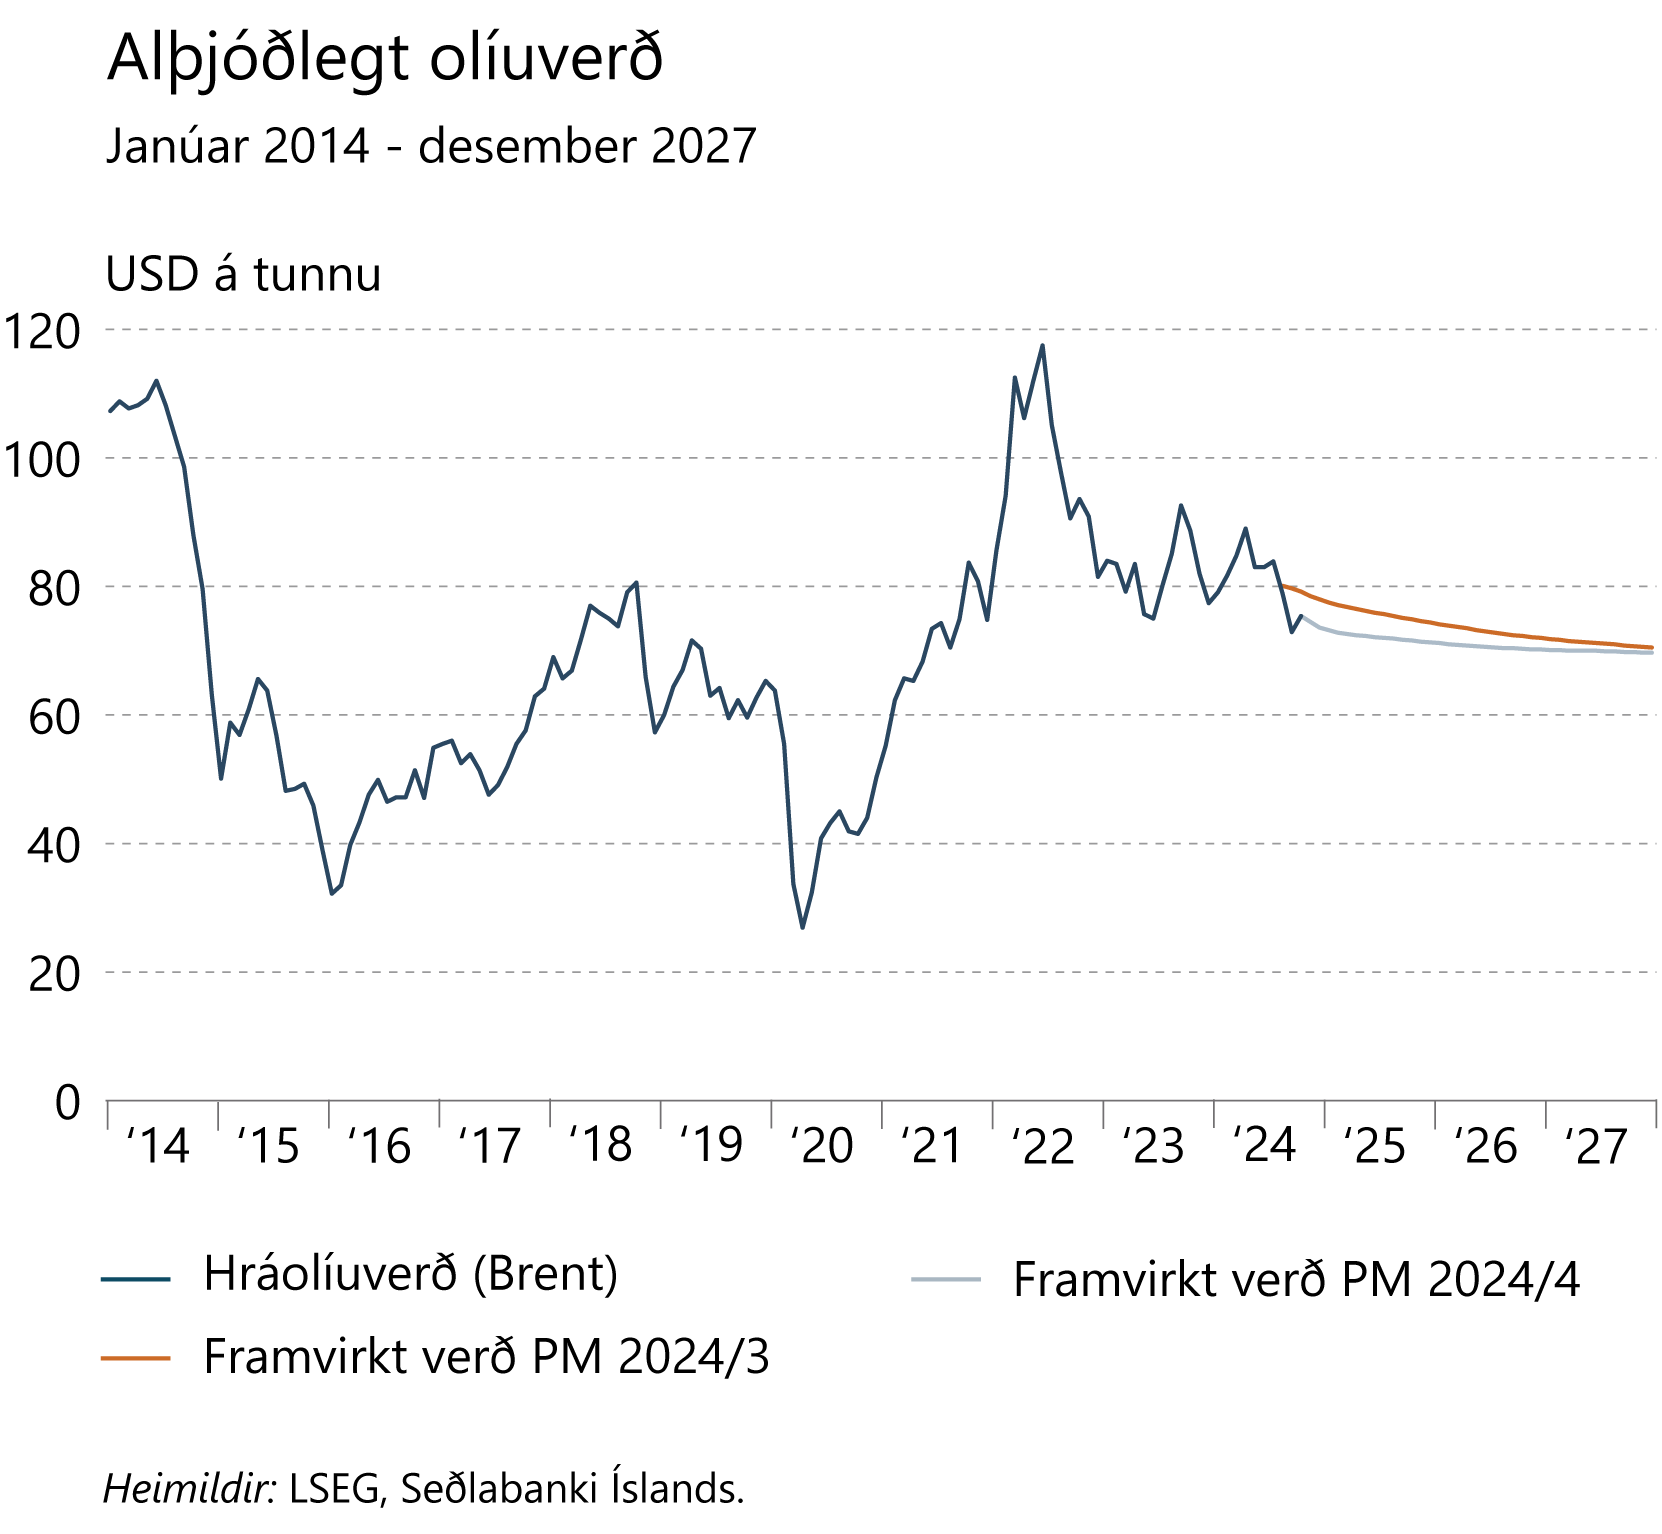 Alþjóðlegt olíuverð
Janúar 2014 - desember 2027
USD á tunnu
120
100
80
60
40
20
0
‘14 ‘15 ‘16 ‘17 ‘18 ‘19 ‘20 ‘21 ‘22 ‘23 ‘24 ‘25 ‘26 ‘27
Hráolíuverð (Brent)
Framvirkt verð PM 2024/4
Framvirkt verð PM 2024/3
Heimildir: LSEG, Seðlabanki Íslands.